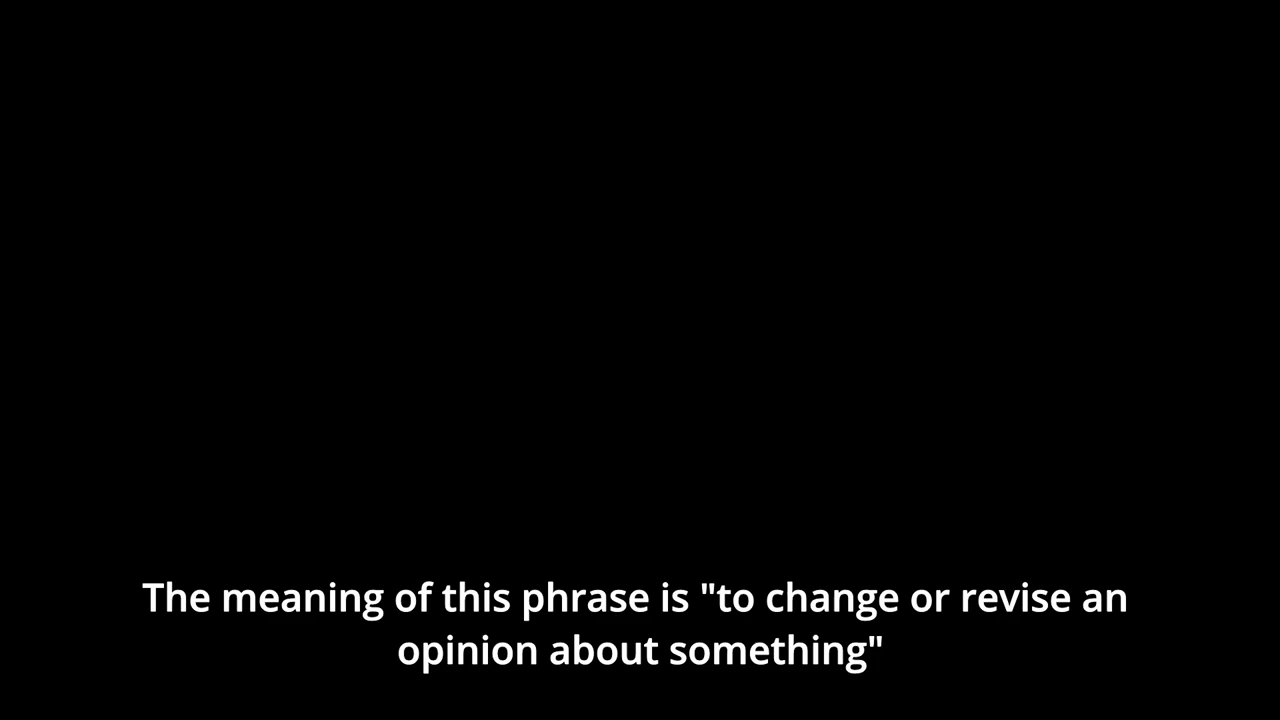 The meaning of this phrase is "to change or revise an
opinion about something"